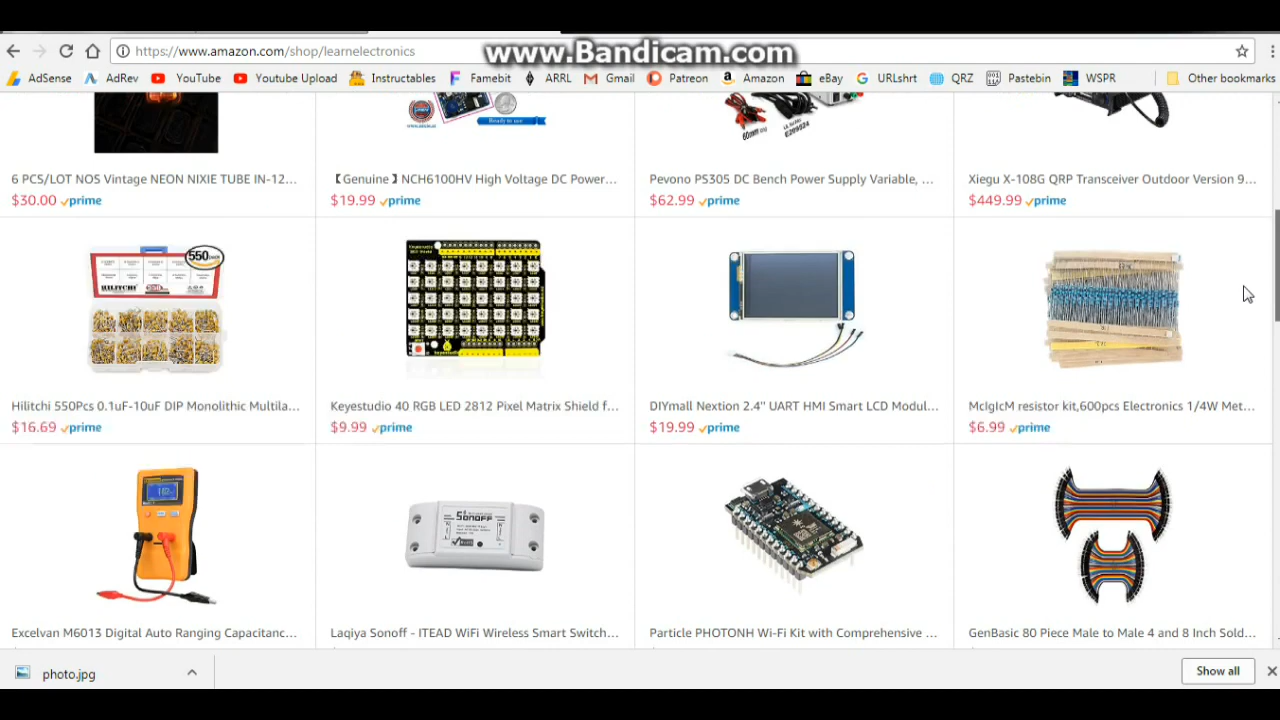 https://www.amazon.com/shop/learnelectronics
www.Bandicam.com
AdSense AdRev YouTube Youtube Upload Instructables Famebit ARRL Gmail Patreon Amazon eBay URLshrt QRZ Pastebin WSPR Other bookmarks
Ready to use
6 PCS/LOT NOS Vintage NEON NIXIE TUBE IN-12...
$30.00 prime
【Genuine】NCH6100HV High Voltage DC Power...
$19.99 prime
Pevono PS305 DC Bench Power Supply Variable, ...
$62.99 prime
Xiegu X-108G QRP Transceiver Outdoor Version 9...
$449.99 prime
550
HILITCHI
Hilitchi 550Pcs 0.1uF-10uF DIP Monolithic Multila...
$16.69 prime
Keyestudio 40 RGB LED 2812 Pixel Matrix Shield f...
$9.99 prime
DIYmall Nextion 2.4" UART HMI Smart LCD Modul...
$19.99 prime
McIgIcM resistor kit,600pcs Electronics 1/4W Met...
$6.99 prime
SONOFF
Excelvan M6013 Digital Auto Ranging Capacitanc...
Laqiya Sonoff - ITEAD WiFi Wireless Smart Switch...
Particle PHOTONH Wi-Fi Kit with Comprehensive ...
GenBasic 80 Piece Male to Male 4 and 8 Inch Sold...
photo.jpg
Show all